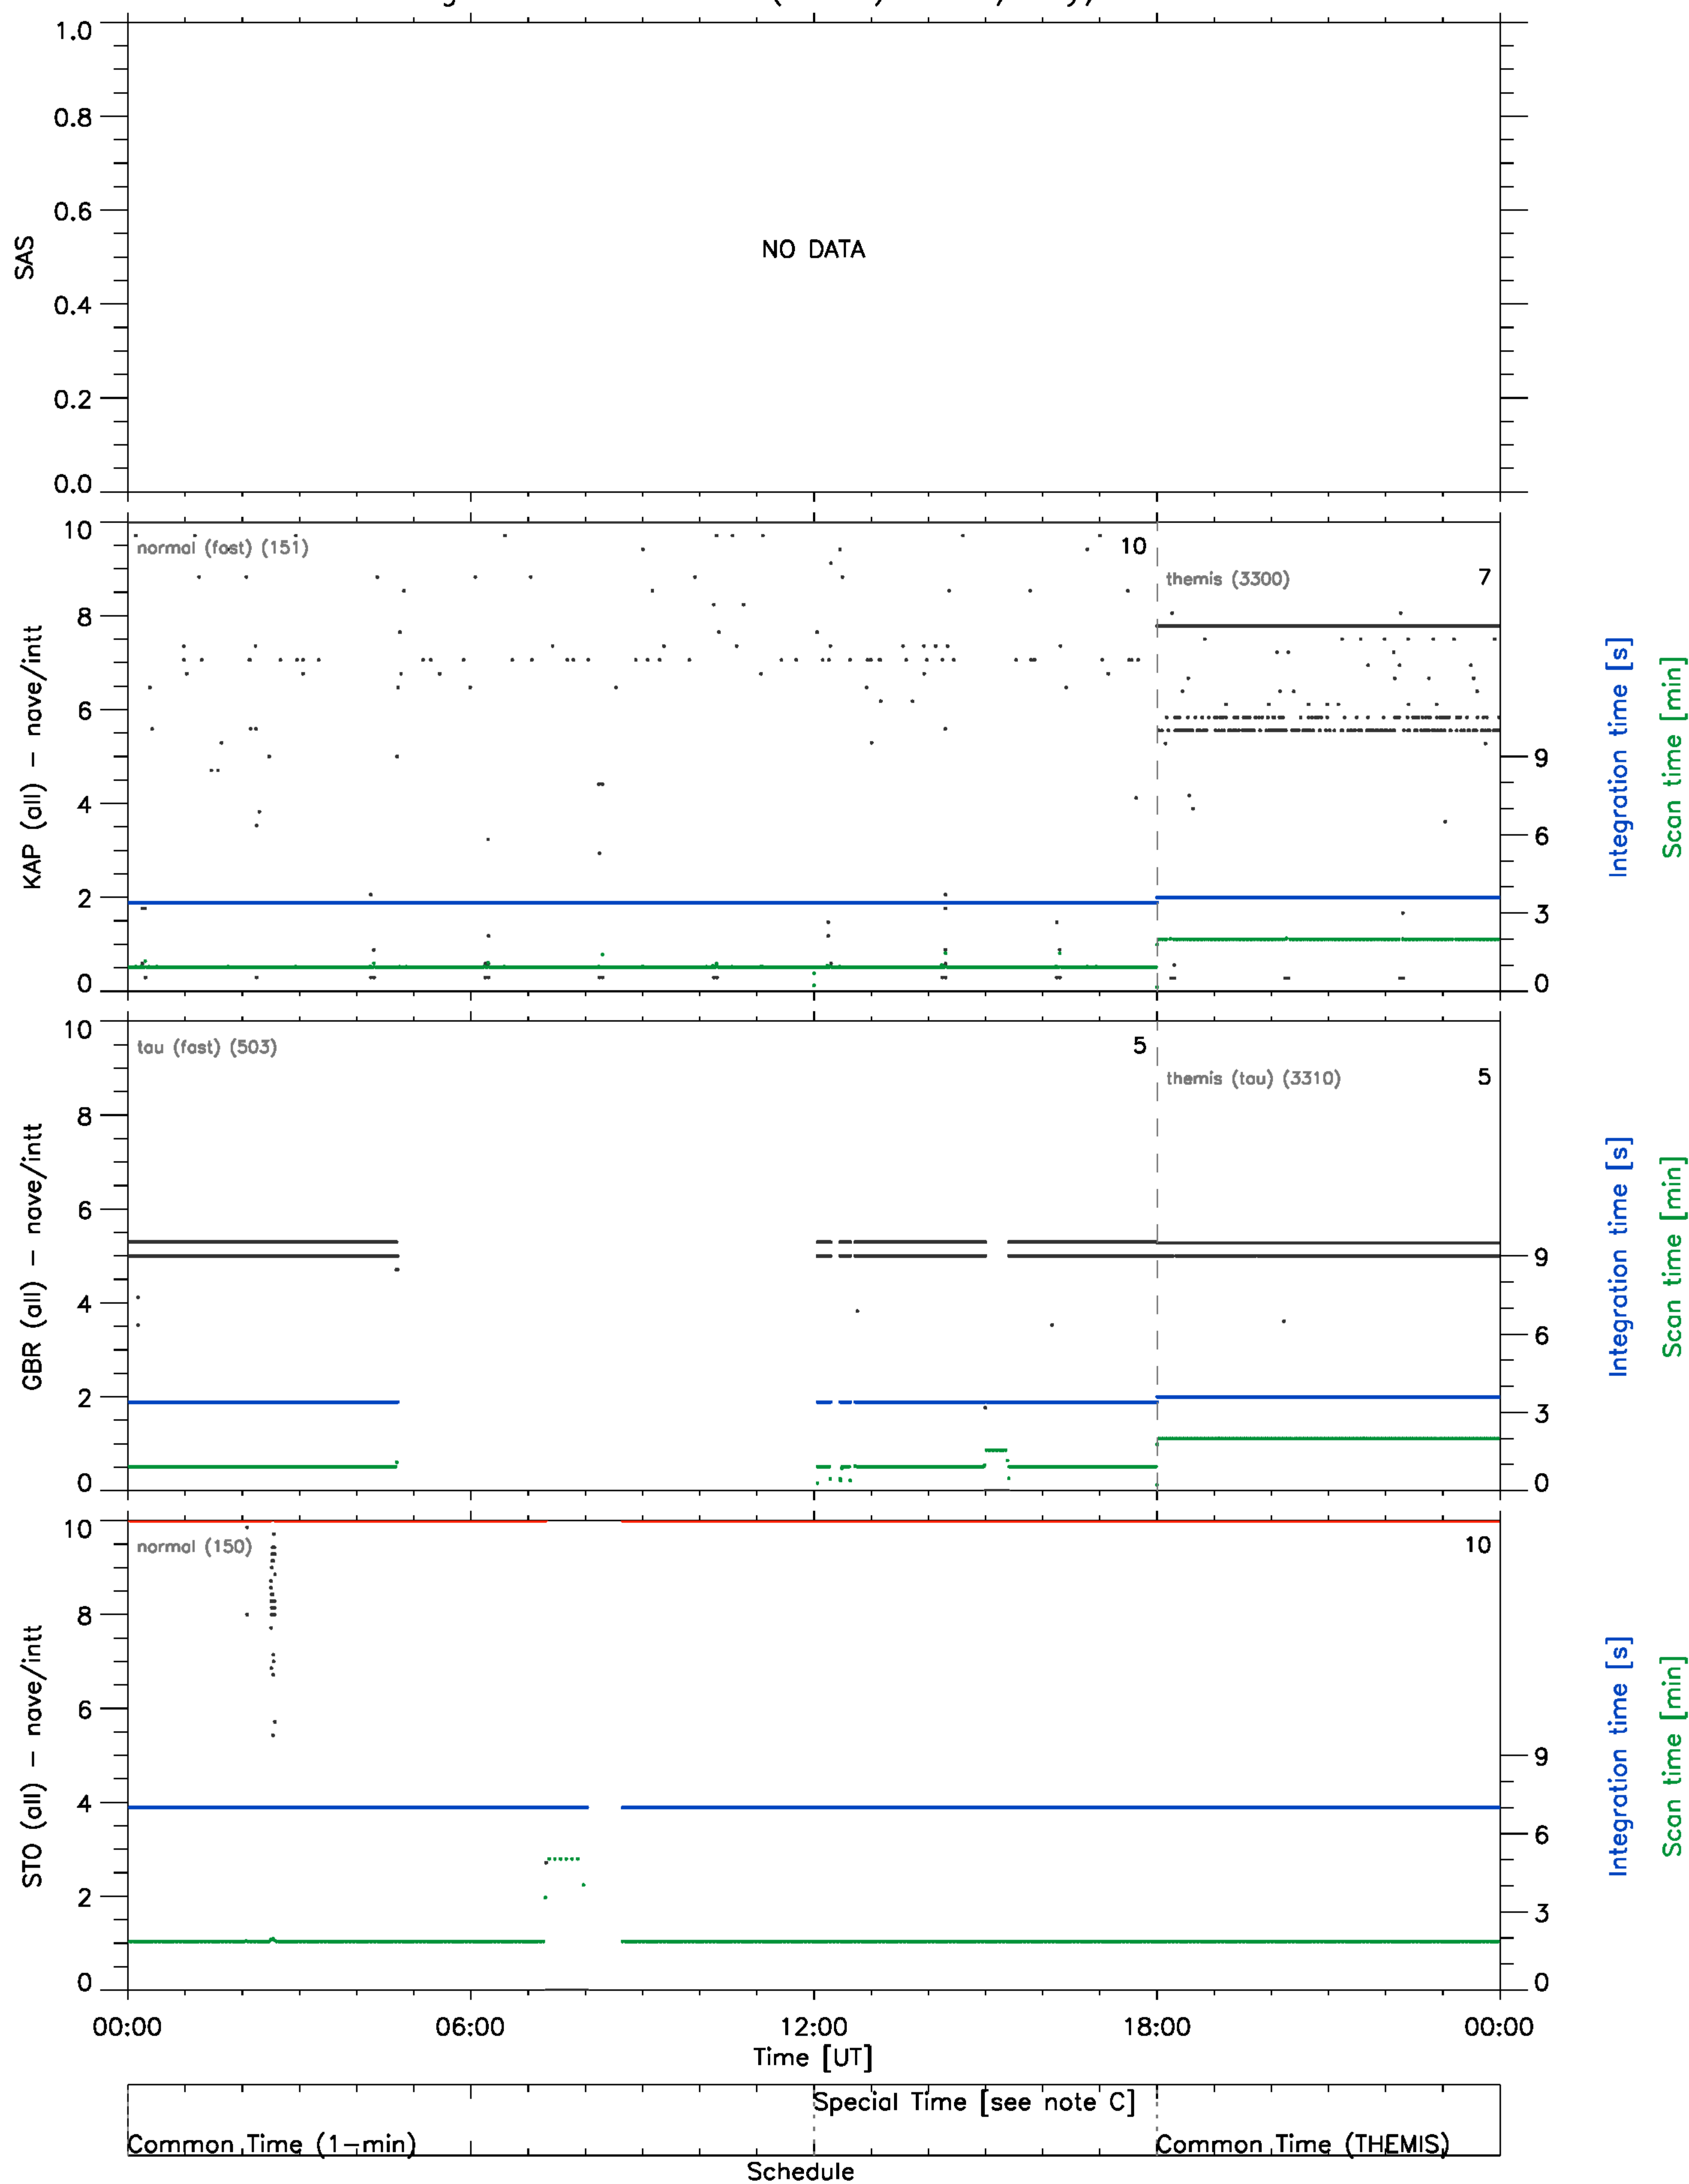 1.0
0.8
0.6
0.4
0.2
0.0
SAS
NO DATA
10
8
6
4
2
0
KAP (all) – nave/intt
normal (fast) (151)
10
themis (3300)
7
9
6
3
0
Integration time [s]
Scan time [min]
10
8
6
4
2
0
GBR (all) – nave/intt
tau (fast) (503)
5
themis (tau) (3310)
5
9
6
3
0
Integration time [s]
Scan time [min]
10
8
6
4
2
0
STO (all) – nave/intt
normal (150)
10
9
6
3
0
Integration time [s]
Scan time [min]
00:00 06:00 12:00 18:00 00:00
Time [UT]
Special Time [see note C]
Common Time (1–min)
Common Time (THEMIS)
Schedule